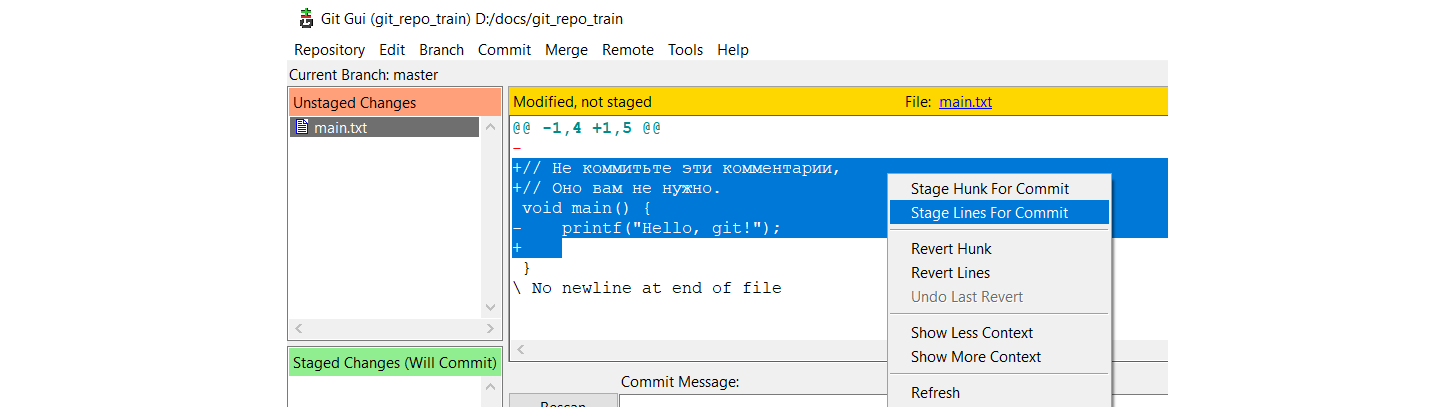 Git Gui (git_repo_train) D:/docs/git_repo_train
Repository Edit Branch Commit Merge Remote Tools Help
Current Branch: master
Unstaged Changes
main.txt
Staged Changes (Will Commit)
Modified, not staged File: main.txt
@@ -1,4 +1,5 @@
-
+// Не коммитьте эти комментарии,
+// Оно вам не нужно.
 void main() {
-    printf("Hello, git!");
+
 }
\ No newline at end of file
Stage Hunk For Commit
Stage Lines For Commit
Revert Hunk
Revert Lines
Undo Last Revert
Show Less Context
Show More Context
Refresh
Commit Message:
Rescan